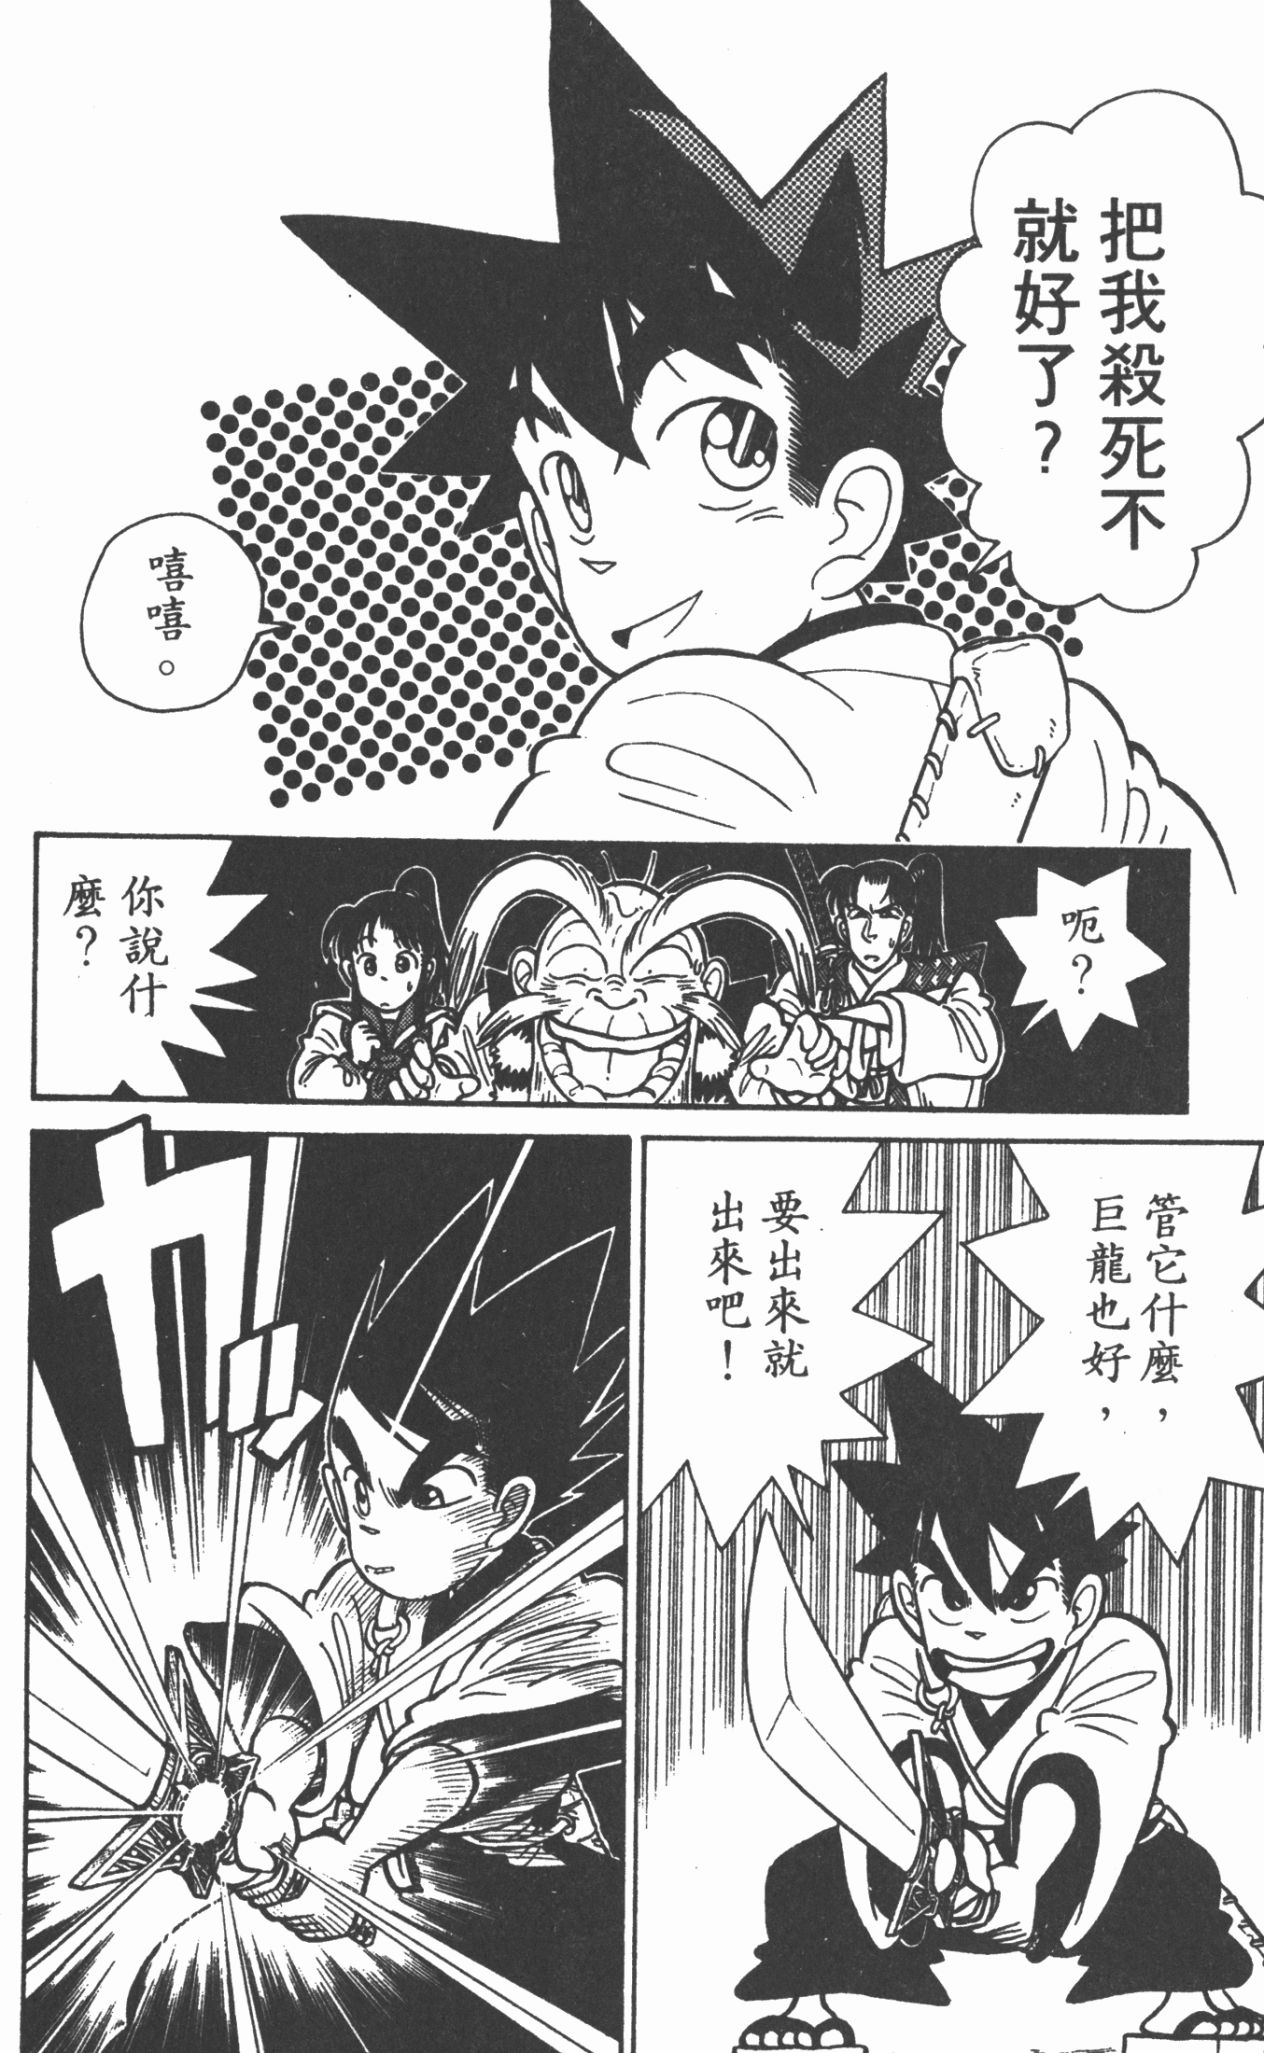 把我殺死不
就好了？
嘻嘻。
呃？
你說什
麼？
管它什麼，
巨龍也好，
要出來就
出來吧！
カッ